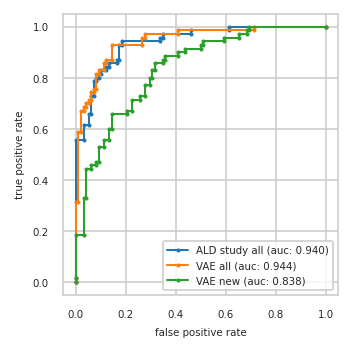 1.0
0.8
0.6
0.4
0.2
0.0
true positive rate
ALD study all (auc: 0.940)
VAE all (auc: 0.944)
VAE new (auc: 0.838)
0.0 0.2 0.4 0.6 0.8 1.0
false positive rate